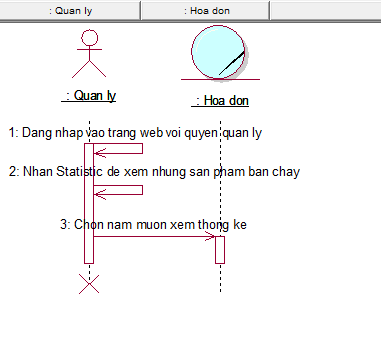 : Quan ly
: Hoa don
: Quan ly
: Hoa don
1: Dang nhap vao trang web voi quyen quan ly
2: Nhan Statistic de xem nhung san pham ban chay
3: Chon nam muon xem thong ke